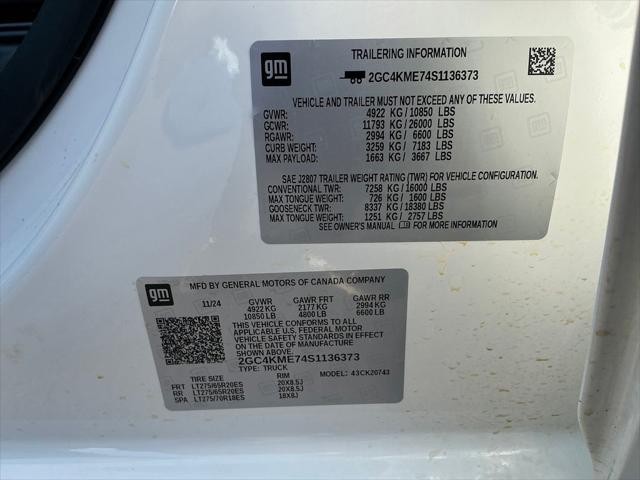 gm
TRAILERING INFORMATION
2GC4KME74S1136373
VEHICLE AND TRAILER MUST NOT EXCEED ANY OF THESE VALUES.
GVWR: 4922 KG/10850 LBS
GCWR: 11793 KG/26000 LBS
RGAWR: 2994 KG/ 6600 LBS
CURB WEIGHT: 3259 KG/ 7183 LBS
MAX PAYLOAD: 1663 KG/ 3667 LBS
SAE J2807 TRAILER WEIGHT RATING (TWR) FOR VEHICLE CONFIGURATION.
CONVENTIONAL TWR: 7258 KG/16000 LBS
MAX TONGUE WEIGHT: 726 KG/ 1600 LBS
GOOSENECK TWR: 8337 KG/18380 LBS
MAX TONGUE WEIGHT: 1251 KG/ 2757 LBS
SEE OWNER'S MANUAL FOR MORE INFORMATION
gm
MFD BY GENERAL MOTORS OF CANADA COMPANY
11/24 GVWR GAWR FRT GAWR RR
4922 KG 2177 KG 2994 KG
10850 LB 4800 LB 6600 LB
THIS VEHICLE CONFORMS TO ALL
APPLICABLE U.S. FEDERAL MOTOR
VEHICLE SAFETY STANDARDS IN EFFECT
ON THE DATE OF MANUFACTURE
SHOWN ABOVE.
2GC4KME74S1136373
TYPE: TRUCK MODEL: 43CK20743
TIRE SIZE RIM
FRT LT275/65R20ES 20X8.5J
RR LT275/65R20ES 20X8.5J
SPA LT275/70R18ES 18X8J